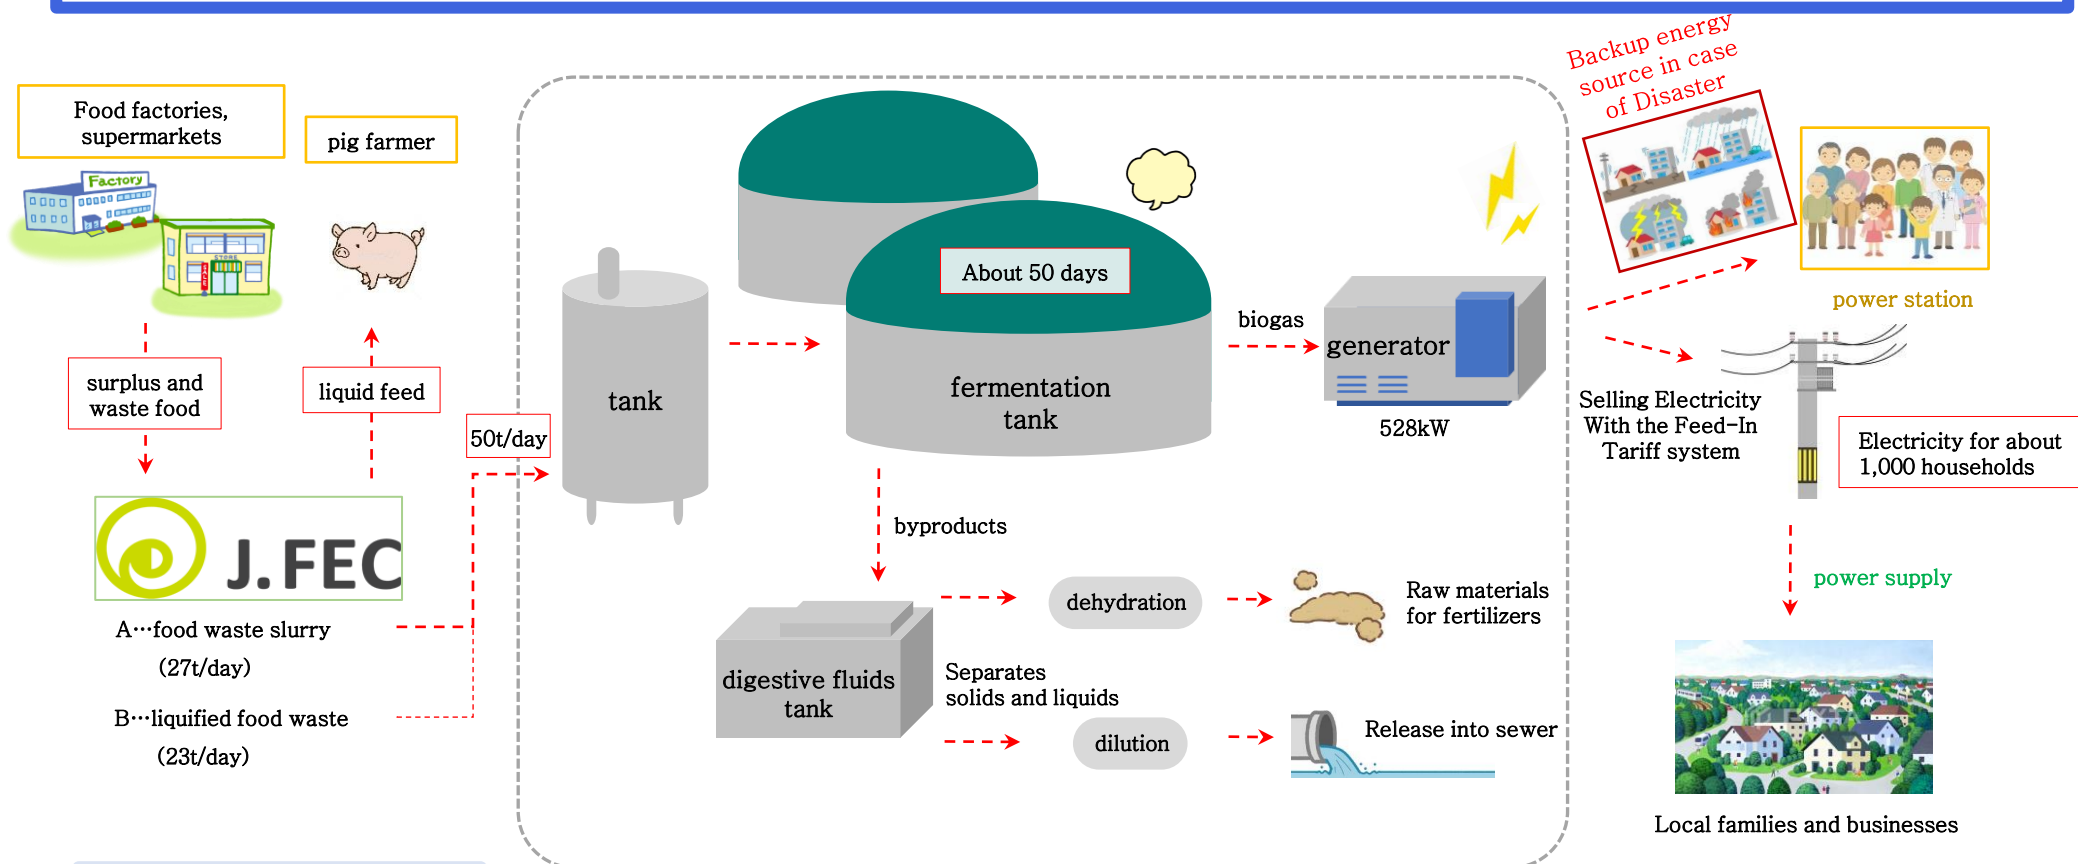 Food factories,
supermarkets
pig farmer
Factory
STORE
SALE
surplus and
waste food
liquid feed
50t/day
J.FEC
A…food waste slurry
(27t/day)
B…liquified food waste
(23t/day)
tank
About 50 days
fermentation
tank
biogas
generator
528kW
byproducts
digestive fluids
tank
Separates
solids and liquids
dehydration
Raw materials
for fertilizers
dilution
Release into sewer
Backup energy
source in case
of Disaster
power station
Selling Electricity
With the Feed-In
Tariff system
Electricity for about
1,000 households
power supply
Local families and businesses